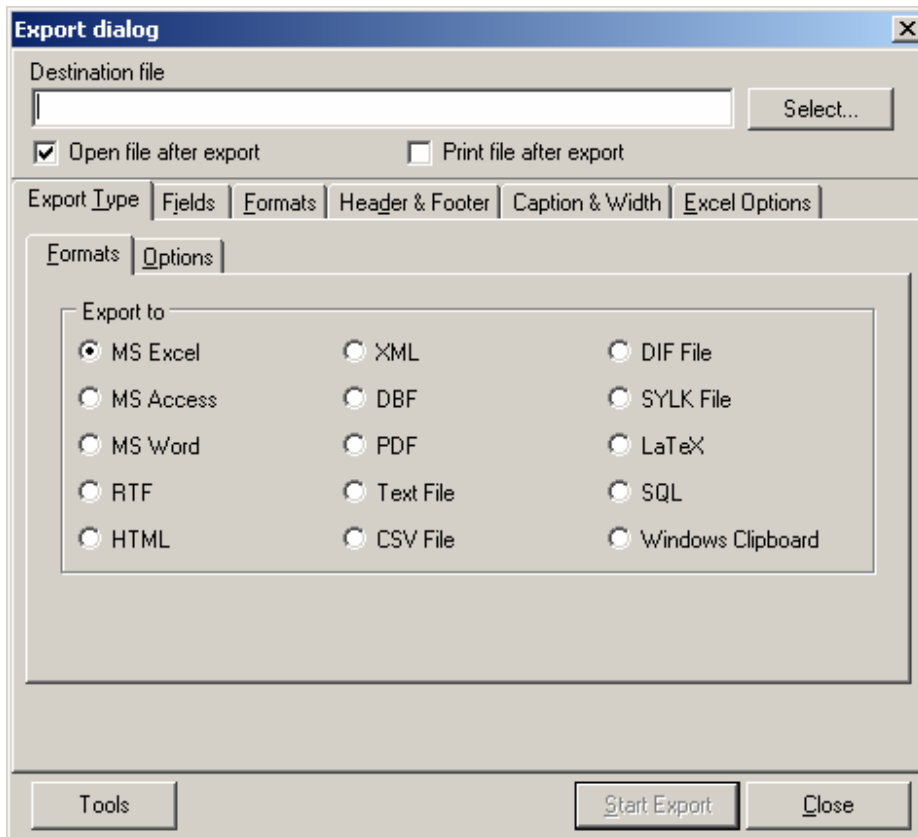 Export dialog
Destination file
Select...
Open file after export Print file after export
Export Type Fields Formats Header & Footer Caption & Width Excel Options
Formats Options
Export to
MS Excel XML DIF File
MS Access DBF SYLK File
MS Word PDF LaTeX
RTF Text File SQL
HTML CSV File Windows Clipboard
Tools Start Export Close